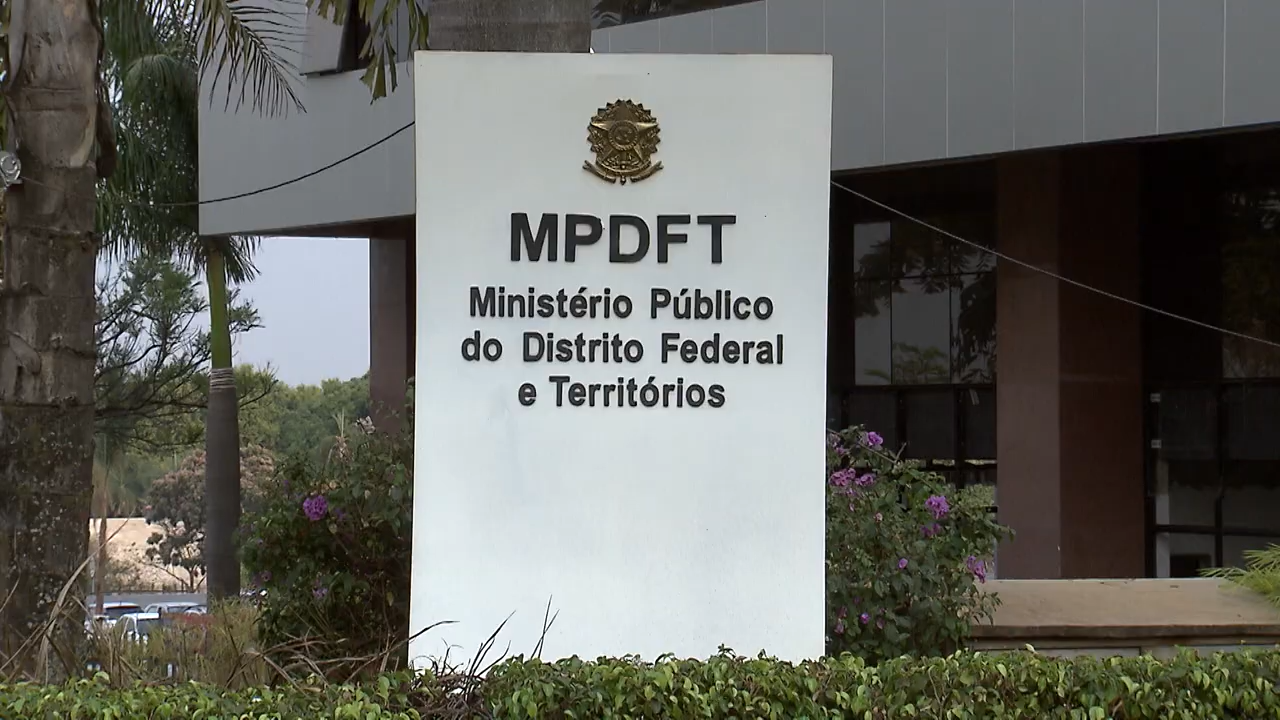 MPDFT
Ministério Público
do Distrito Federal
e Territórios